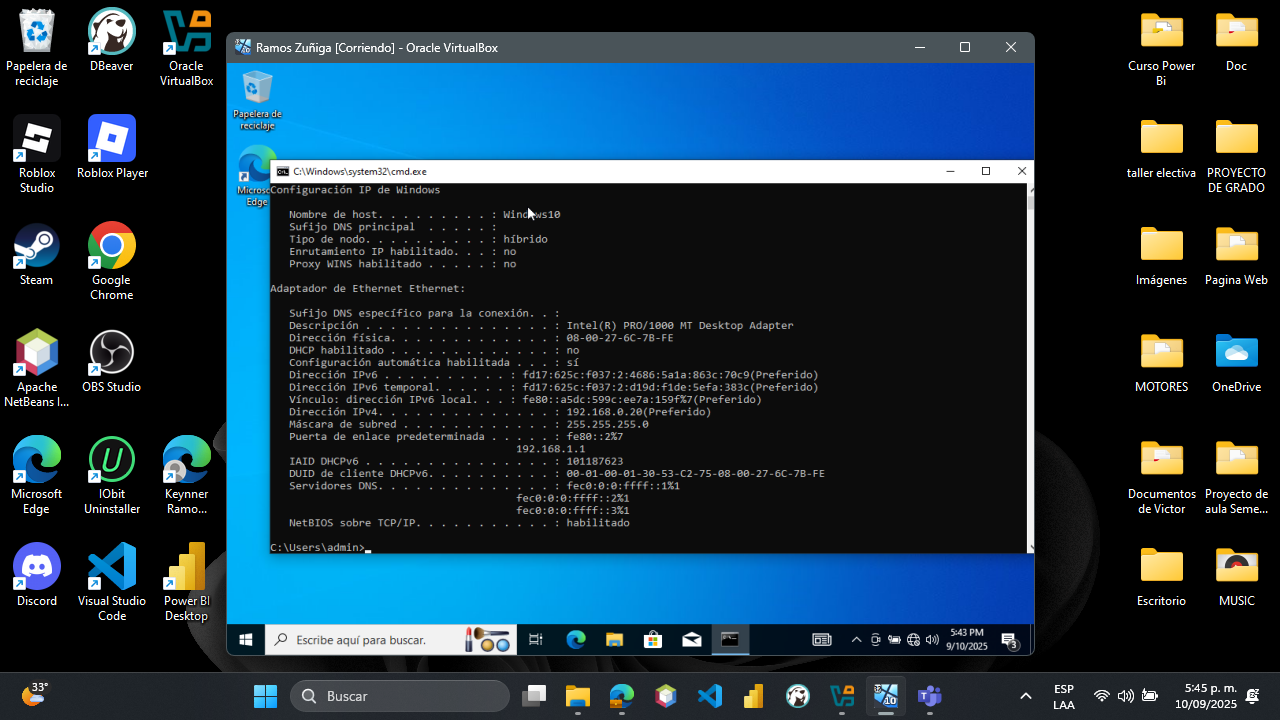 Papelera de
reciclaje
DBeaver
Oracle
VirtualBox
Roblox
Studio
Roblox Player
Steam
Google
Chrome
Apache
NetBeans I...
OBS Studio
Microsoft
Edge
IObit
Uninstaller
Keynner
Ramo...
Discord
Visual Studio
Code
Power BI
Desktop
Ramos Zuñiga [Corriendo] - Oracle VirtualBox
Papelera de
reciclaje
Microso
Edge
C:\Windows\system32\cmd.exe
Configuración IP de Windows
Nombre de host. . . . . . . . . : Windows10
Sufijo DNS principal  . . . . . :
Tipo de nodo. . . . . . . . . . : híbrido
Enrutamiento IP habilitado. . . : no
Proxy WINS habilitado . . . . . : no
Adaptador de Ethernet Ethernet:
Sufijo DNS específico para la conexión. . :
Descripción . . . . . . . . . . . . . . . : Intel(R) PRO/1000 MT Desktop Adapter
Dirección física. . . . . . . . . . . . . : 08-00-27-6C-7B-FE
DHCP habilitado . . . . . . . . . . . . . : no
Configuración automática habilitada . . . : sí
Dirección IPv6 . . . . . . . . . . : fd17:625c:f037:2:4686:5a1a:863c:70c9(Preferido)
Dirección IPv6 temporal. . . . . . : fd17:625c:f037:2:d19d:f1de:5efa:383c(Preferido)
Vínculo: dirección IPv6 local. . . : fe80::a5dc:599c:ee7a:159f%7(Preferido)
Dirección IPv4. . . . . . . . . . . . . . : 192.168.0.20(Preferido)
Máscara de subred . . . . . . . . . . . . : 255.255.255.0
Puerta de enlace predeterminada . . . . . : fe80::2%7
192.168.1.1
IAID DHCPv6 . . . . . . . . . . . . . . . : 101187623
DUID de cliente DHCPv6. . . . . . . . . . : 00-01-00-01-30-53-C2-75-08-00-27-6C-7B-FE
Servidores DNS. . . . . . . . . . . . . . : fec0:0:0:ffff::1%1
fec0:0:0:ffff::2%1
fec0:0:0:ffff::3%1
NetBIOS sobre TCP/IP. . . . . . . . . . . : habilitado
C:\Users\admin>
Escribe aquí para buscar.
5:43 PM
9/10/2025
3
Curso Power
Bi
Doc
taller electiva
PROYECTO
DE GRADO
Imágenes
Pagina Web
MOTORES
OneDrive
Documentos
de Victor
Proyecto de
aula Seme...
Escritorio
MUSIC
33°
Buscar
ESP
LAA
5:45 p. m.
10/09/2025